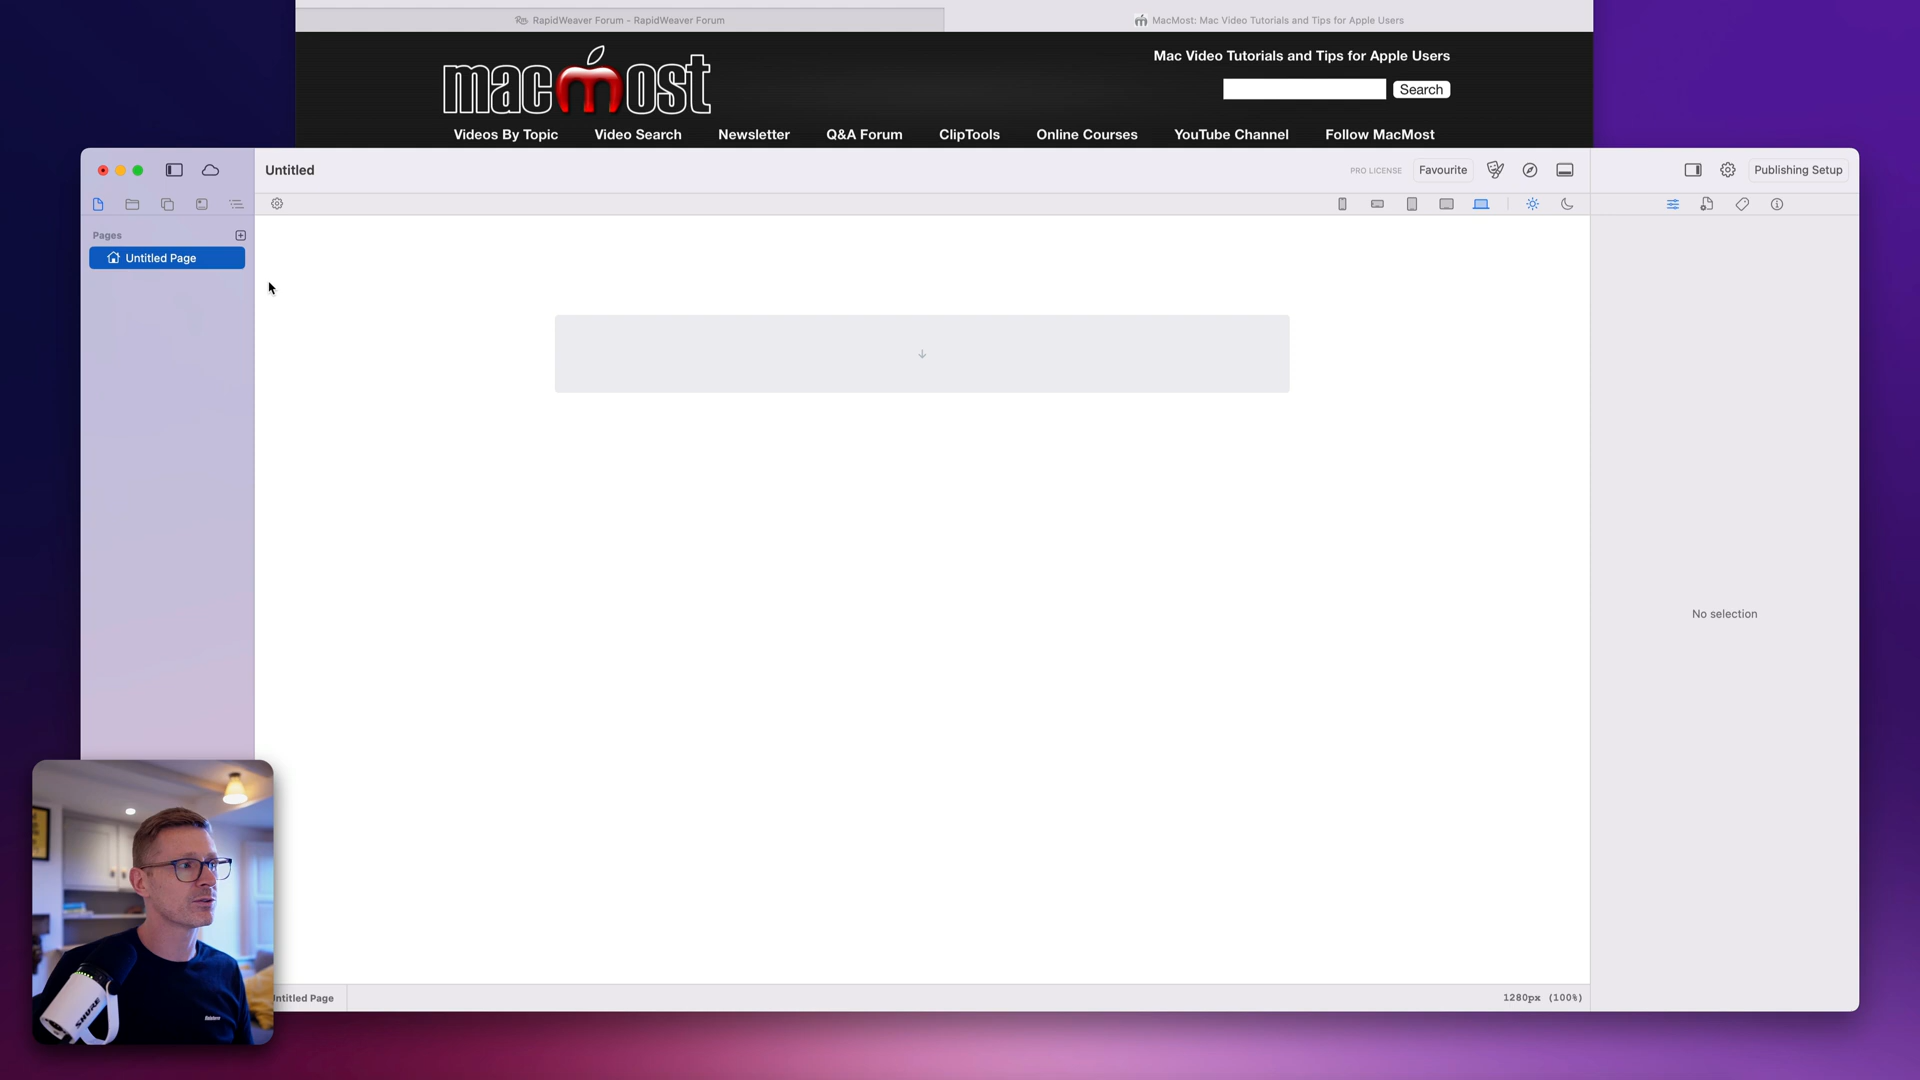 RapidWeaver Forum - RapidWeaver Forum
MacMost: Mac Video Tutorials and Tips for Apple Users
macmost
Mac Video Tutorials and Tips for Apple Users
Search
Videos By Topic
Video Search
Newsletter
Q&A Forum
ClipTools
Online Courses
YouTube Channel
Follow MacMost
Untitled
PRO LICENSE
Favourite
Publishing Setup
Pages
Untitled Page
No selection
SHURE
ntitled Page
1280px (100%)